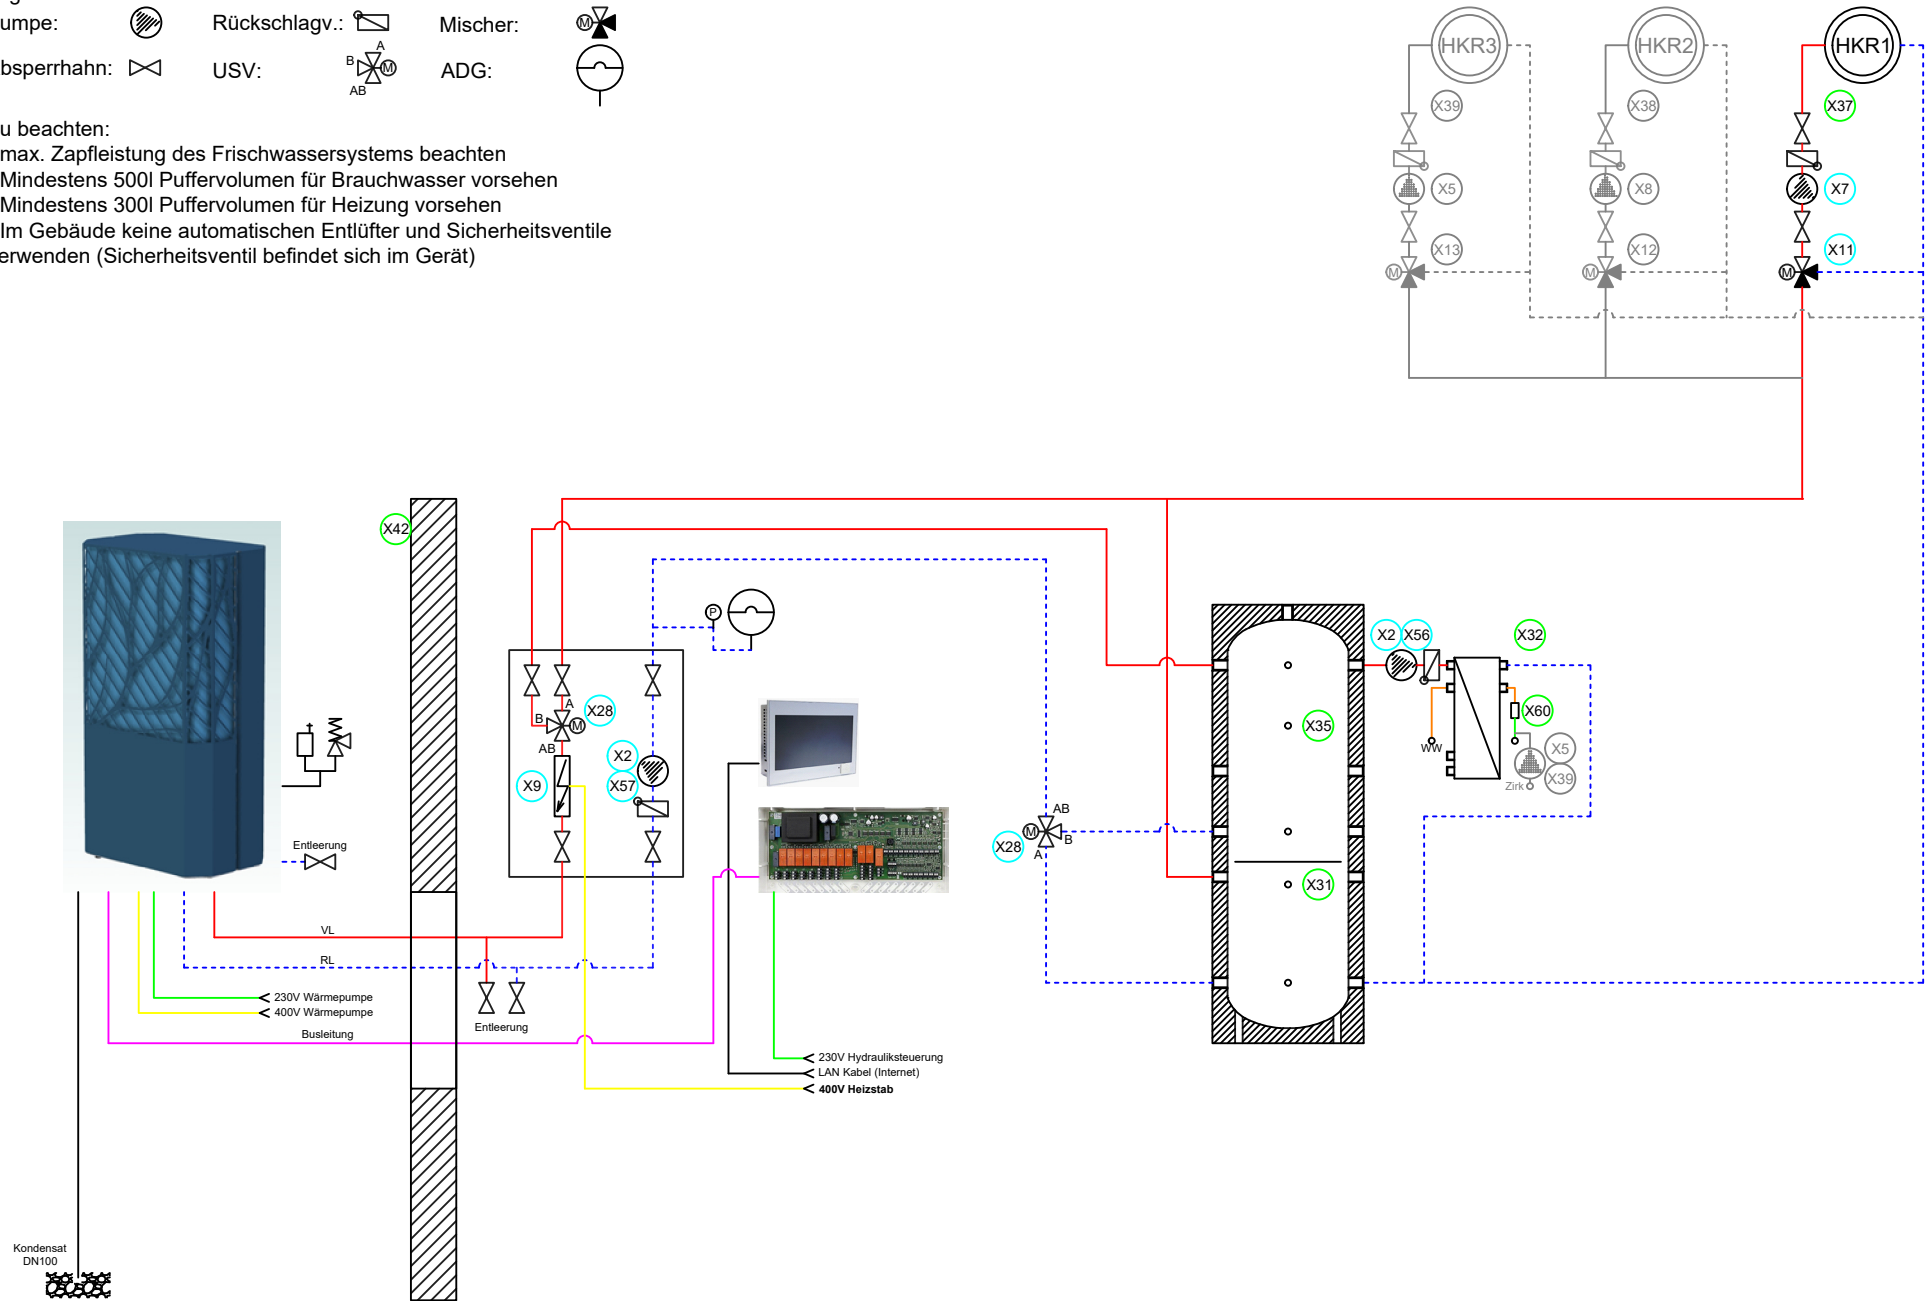 umpe: Rückschlagv.: Mischer:
M
bsperrhahn: USV: ADG:
A
B M
AB
u beachten:
max. Zapfleistung des Frischwassersystems beachten
Mindestens 500l Puffervolumen für Brauchwasser vorsehen
Mindestens 300l Puffervolumen für Heizung vorsehen
Im Gebäude keine automatischen Entlüfter und Sicherheitsventile
erwenden (Sicherheitsventil befindet sich im Gerät)
HKR3 HKR2 HKR1
X39 X38 X37
X5 X8 X7
X13 X12 X11
M M M
X42
P
X2 X56 X32
A
X28
B M
AB
X35
X60
X2
WW
X5
X9 X57
X39
Zirk
AB
M
B
X28
A
Entleerung
X31
VL
RL
230V Wärmepumpe
400V Wärmepumpe
Entleerung
Busleitung
230V Hydrauliksteuerung
LAN Kabel (Internet)
400V Heizstab
Kondensat
DN100